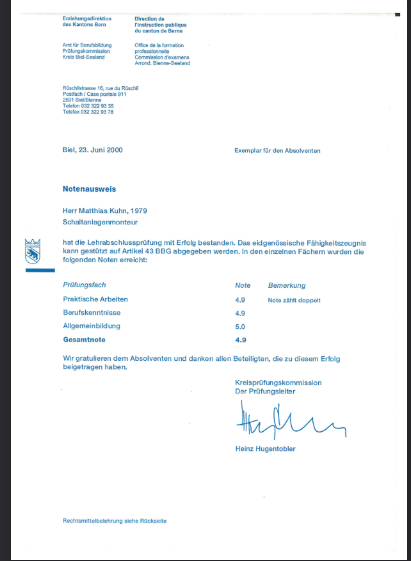 Erziehungsdirektion
des Kantons Bern
Direction de
l'instruction publique
du canton de Berne
Amt für Berufsbildung
Prüfungskommission
Kreis Biel-Seeland
Office de la formation
professionnelle
Commission d'examens
Arrond. Bienne-Seeland
Rüschlistrasse 16, rue du Rüschli
Postfach / Case postale 911
2501 Biel/Bienne
Telefon 032 322 93 35
Telefax 032 322 93 78
Biel, 23. Juni 2000
Exemplar für den Absolventen
Notenausweis
Herr Matthias Kuhn, 1979
Schaltanlagenmonteur
hat die Lehrabschlussprüfung mit Erfolg bestanden. Das eidgenössische Fähigkeitszeugnis
kann gestützt auf Artikel 43 BBG abgegeben werden. In den einzelnen Fächern wurden die
folgenden Noten erreicht:
Prüfungsfach Note Bemerkung
Praktische Arbeiten 4.9 Note zählt doppelt
Berufskenntnisse 4.9
Allgemeinbildung 5.0
Gesamtnote 4.9
Wir gratulieren dem Absolventen und danken allen Beteiligten, die zu diesem Erfolg
beigetragen haben.
Kreisprüfungskommission
Der Prüfungsleiter
Heinz Hugentobler
Rechtsmittelbelehrung siehe Rückseite